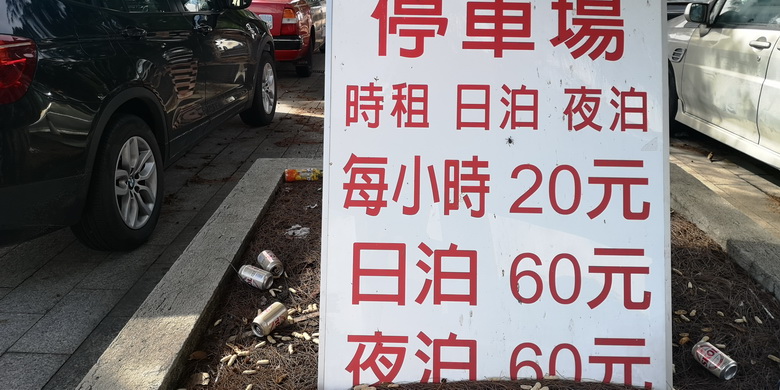 停車場
時租 日泊 夜泊
每小時 20元
日泊 60元
夜泊 60元